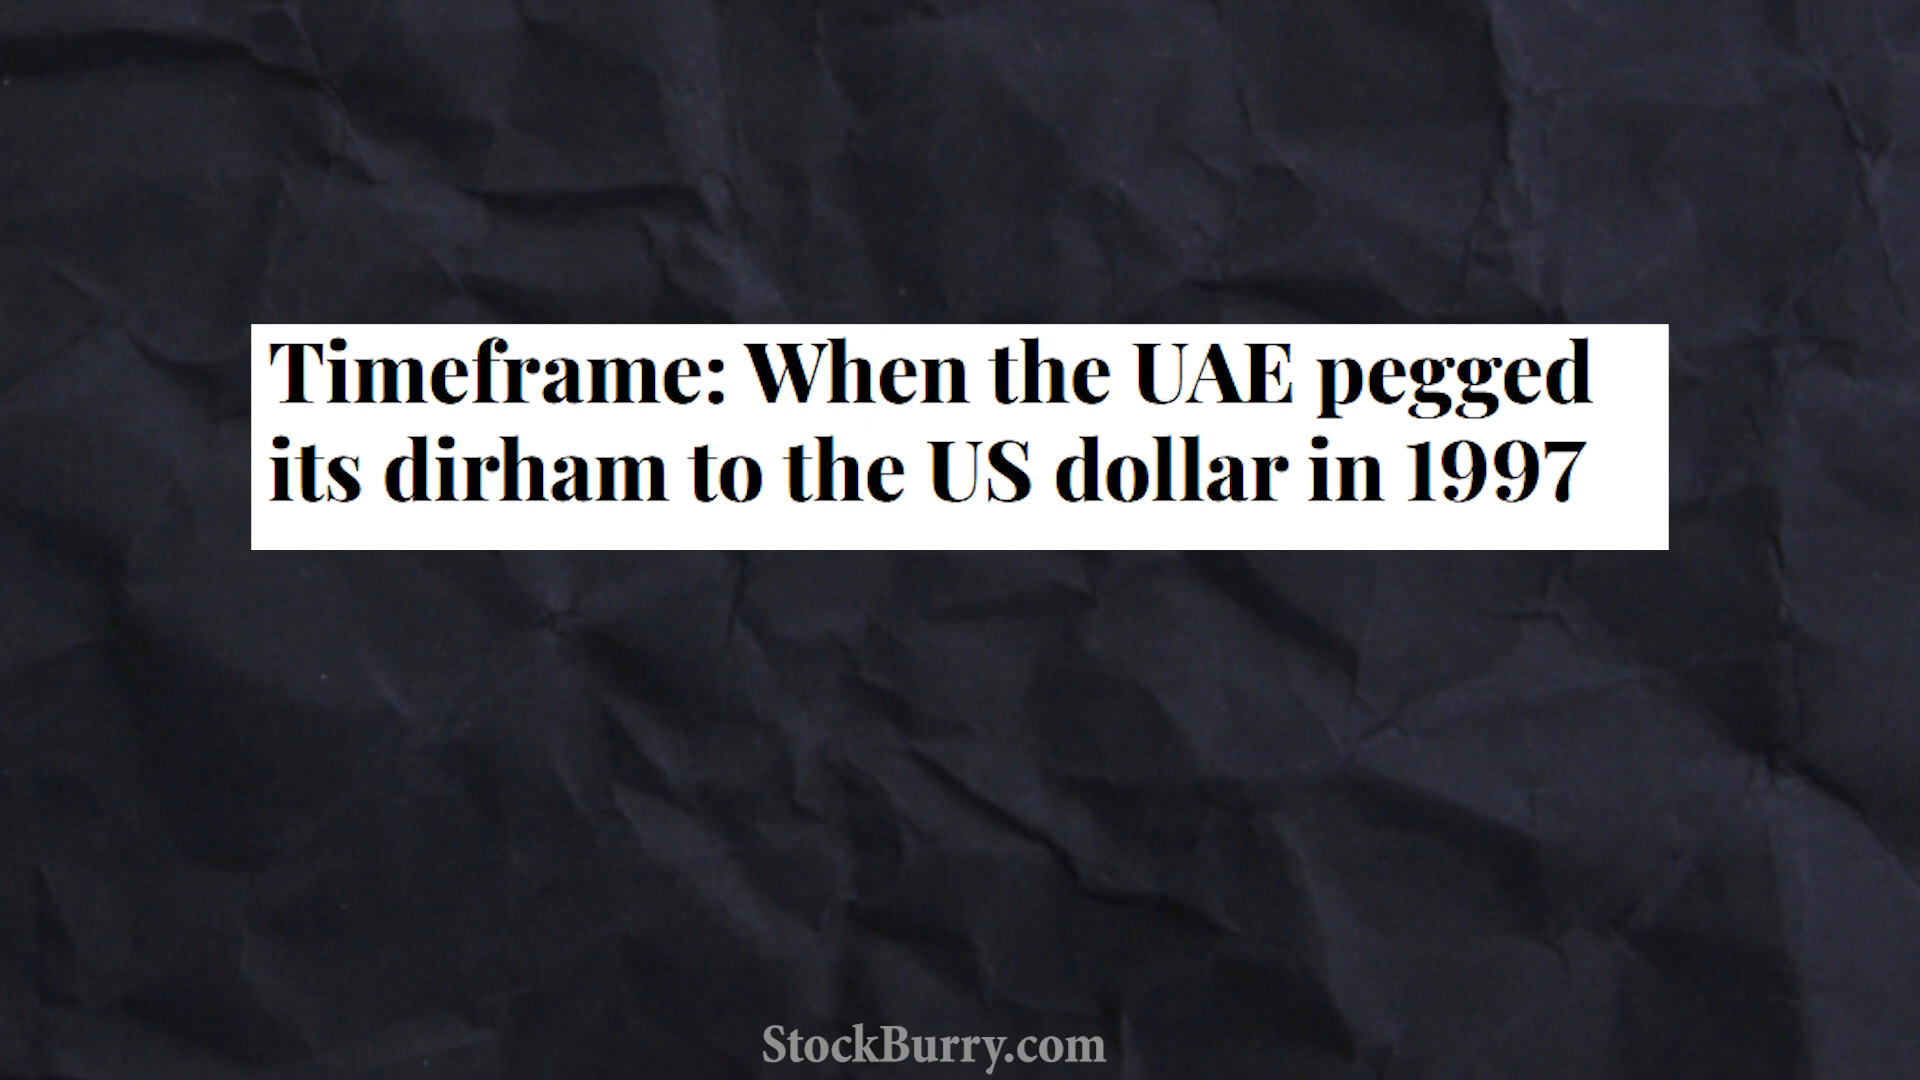 Timeframe: When the UAE pegged
its dirham to the US dollar in 1997
StockBurry.com